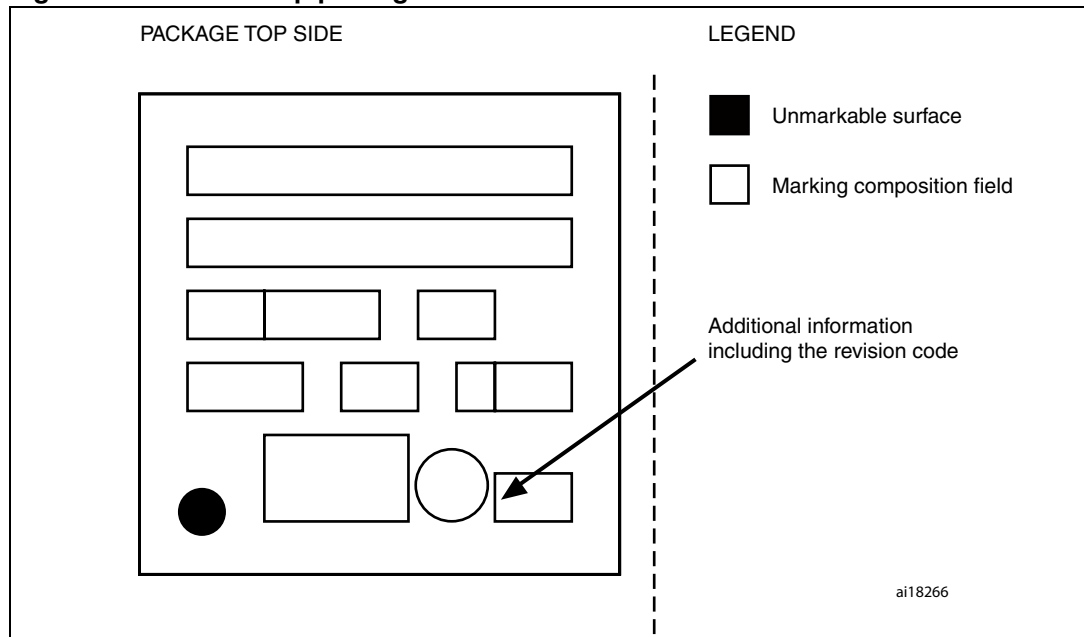 PACKAGE TOP SIDE
LEGEND
Unmarkable surface
Marking composition field
Additional information
including the revision code
ai18266